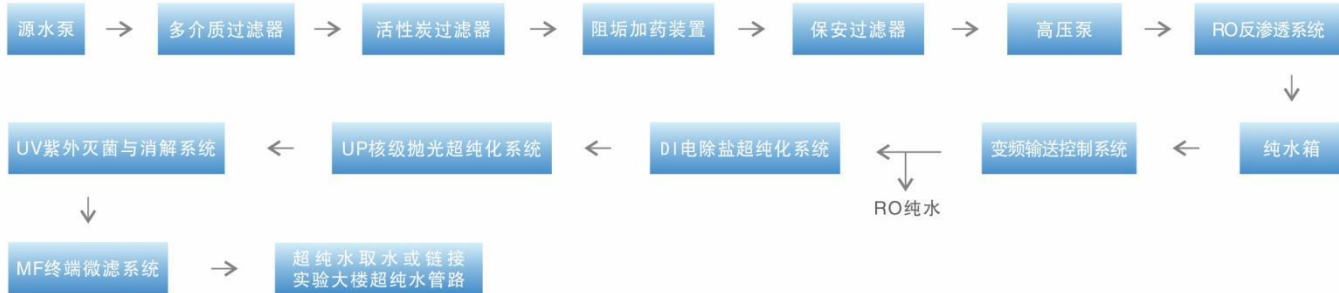 源水泵
多介质过滤器
活性炭过滤器
阻垢加药装置
保安过滤器
高压泵
RO反渗透系统
纯水箱
变频输送控制系统
RO纯水
DI电除盐超纯化系统
UP核级抛光超纯化系统
UV紫外灭菌与消解系统
MF终端微滤系统
超纯水取水或链接
实验大楼超纯水管路